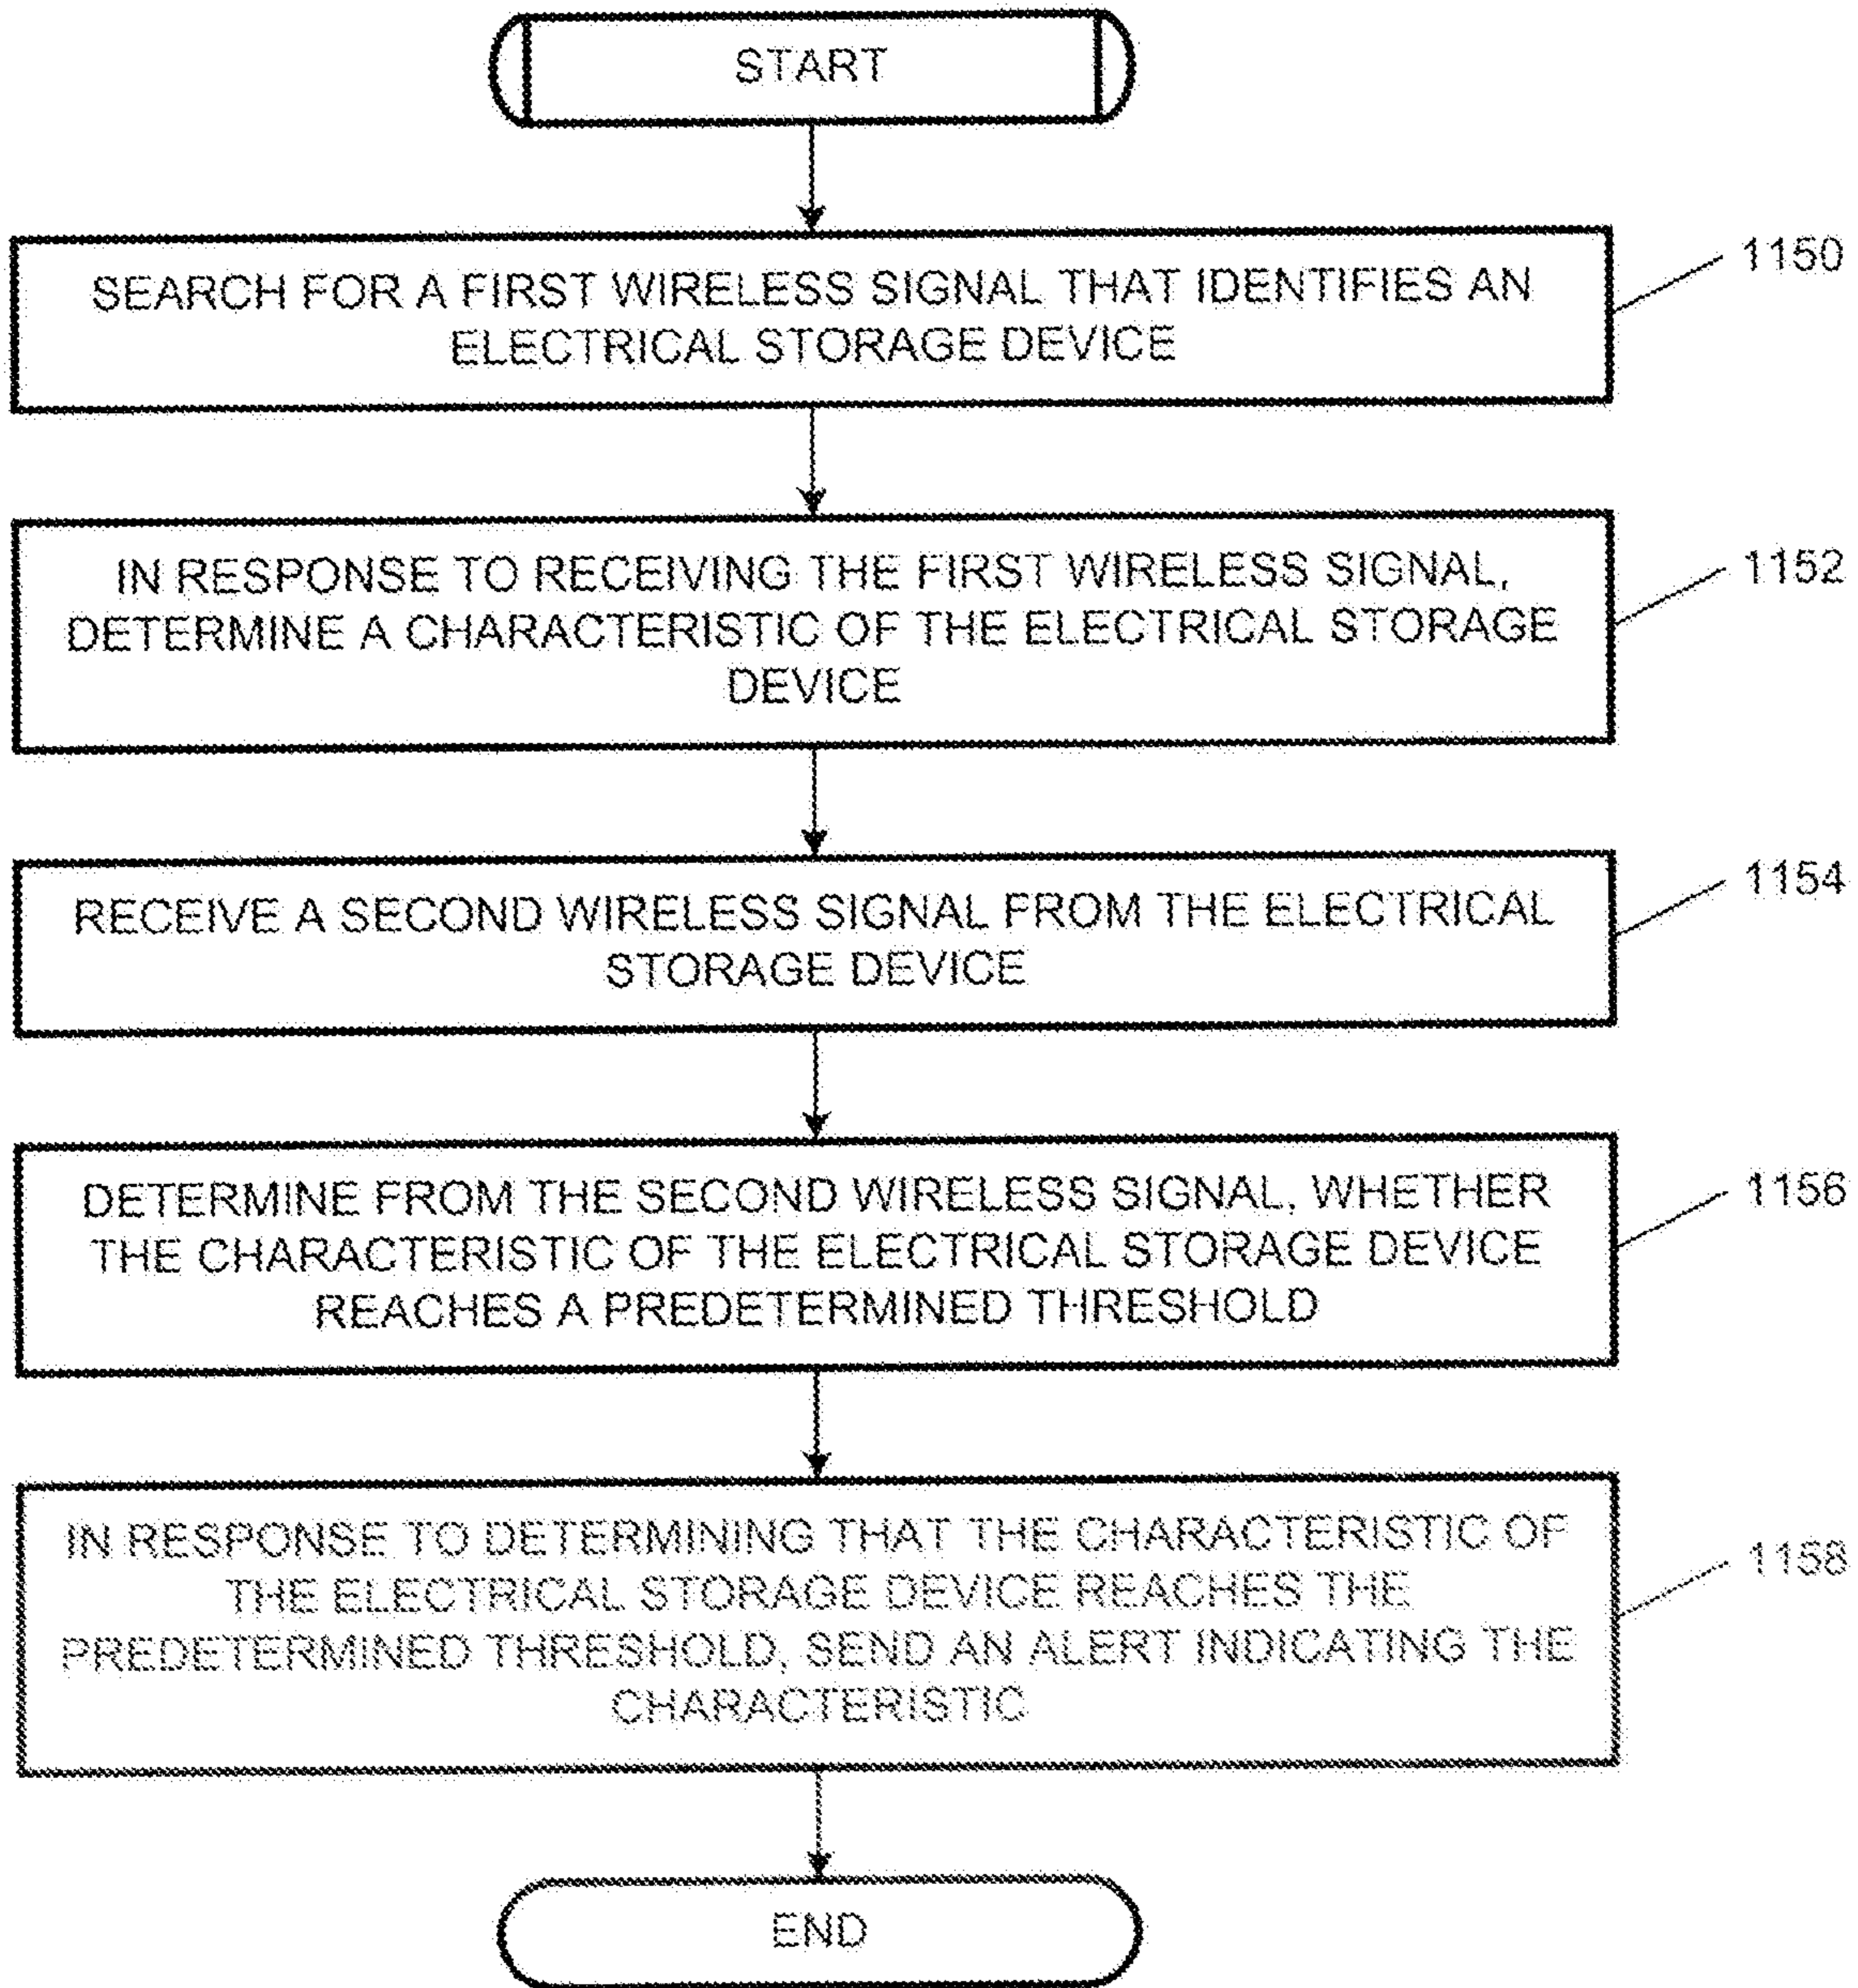 START
SEARCH FOR A FIRST WIRELESS SIGNAL THAT IDENTIFIES AN
ELECTRICAL STORAGE DEVICE
1150
IN RESPONSE TO RECEIVING THE FIRST WIRELESS SIGNAL,
DETERMINE A CHARACTERISTIC OF THE ELECTRICAL STORAGE
DEVICE
1152
RECEIVE A SECOND WIRELESS SIGNAL FROM THE ELECTRICAL
STORAGE DEVICE
1154
DETERMINE FROM THE SECOND WIRELESS SIGNAL, WHETHER
THE CHARACTERISTIC OF THE ELECTRICAL STORAGE DEVICE
REACHES A PREDETERMINED THRESHOLD
1156
IN RESPONSE TO DETERMINING THAT THE CHARACTERISTIC OF
THE ELECTRICAL STORAGE DEVICE REACHES THE
PREDETERMINED THRESHOLD, SEND AN ALERT INDICATING THE
CHARACTERISTIC
1158
END